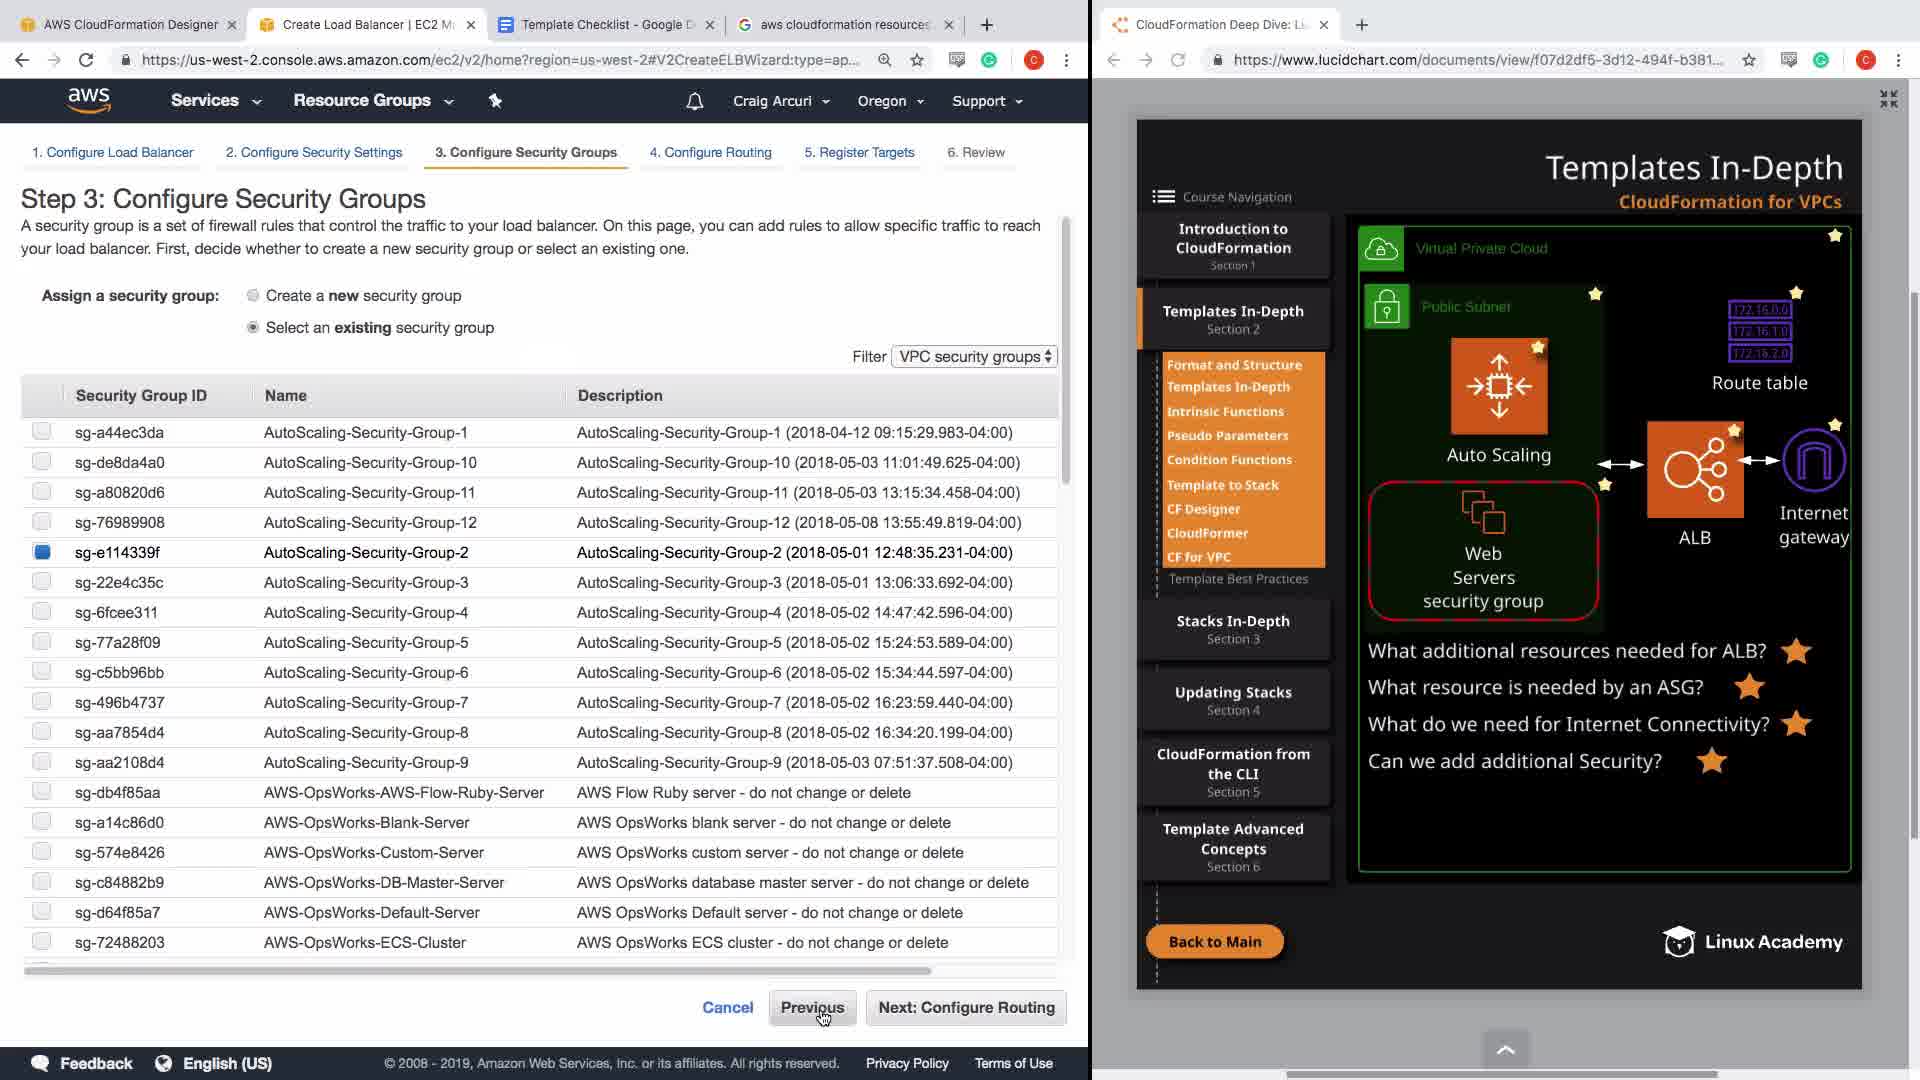 AWS CloudFormation Designer
Create Load Balancer | EC2 M
Template Checklist - Google D
aws cloudformation resources
https://us-west-2.console.aws.amazon.com/ec2/v2/home?region=us-west-2#V2CreateELBWizard:type=ap...
C
aws
Services
Resource Groups
Craig Arcuri
Oregon
Support
1. Configure Load Balancer
2. Configure Security Settings
3. Configure Security Groups
4. Configure Routing
5. Register Targets
6. Review
Step 3: Configure Security Groups
A security group is a set of firewall rules that control the traffic to your load balancer. On this page, you can add rules to allow specific traffic to reach
your load balancer. First, decide whether to create a new security group or select an existing one.
Assign a security group:
Create a new security group
Select an existing security group
Filter
VPC security groups
Security Group ID Name Description
sg-a44ec3da AutoScaling-Security-Group-1 AutoScaling-Security-Group-1 (2018-04-12 09:15:29.983-04:00)
sg-de8da4a0 AutoScaling-Security-Group-10 AutoScaling-Security-Group-10 (2018-05-03 11:01:49.625-04:00)
sg-a80820d6 AutoScaling-Security-Group-11 AutoScaling-Security-Group-11 (2018-05-03 13:15:34.458-04:00)
sg-76989908 AutoScaling-Security-Group-12 AutoScaling-Security-Group-12 (2018-05-08 13:55:49.819-04:00)
sg-e114339f AutoScaling-Security-Group-2 AutoScaling-Security-Group-2 (2018-05-01 12:48:35.231-04:00)
sg-22e4c35c AutoScaling-Security-Group-3 AutoScaling-Security-Group-3 (2018-05-01 13:06:33.692-04:00)
sg-6fcee311 AutoScaling-Security-Group-4 AutoScaling-Security-Group-4 (2018-05-02 14:47:42.596-04:00)
sg-77a28f09 AutoScaling-Security-Group-5 AutoScaling-Security-Group-5 (2018-05-02 15:24:53.589-04:00)
sg-c5bb96bb AutoScaling-Security-Group-6 AutoScaling-Security-Group-6 (2018-05-02 15:34:44.597-04:00)
sg-496b4737 AutoScaling-Security-Group-7 AutoScaling-Security-Group-7 (2018-05-02 16:23:59.440-04:00)
sg-aa7854d4 AutoScaling-Security-Group-8 AutoScaling-Security-Group-8 (2018-05-02 16:34:20.199-04:00)
sg-aa2108d4 AutoScaling-Security-Group-9 AutoScaling-Security-Group-9 (2018-05-03 07:51:37.508-04:00)
sg-db4f85aa AWS-OpsWorks-AWS-Flow-Ruby-Server AWS Flow Ruby server - do not change or delete
sg-a14c86d0 AWS-OpsWorks-Blank-Server AWS OpsWorks blank server - do not change or delete
sg-574e8426 AWS-OpsWorks-Custom-Server AWS OpsWorks custom server - do not change or delete
sg-c84882b9 AWS-OpsWorks-DB-Master-Server AWS OpsWorks database master server - do not change or delete
sg-d64f85a7 AWS-OpsWorks-Default-Server AWS OpsWorks Default server - do not change or delete
sg-72488203 AWS-OpsWorks-ECS-Cluster AWS OpsWorks ECS cluster - do not change or delete
Cancel
Previous
Next: Configure Routing
Feedback
English (US)
© 2008 - 2019, Amazon Web Services, Inc. or its affiliates. All rights reserved.
Privacy Policy
Terms of Use
CloudFormation Deep Dive: Lu
https://www.lucidchart.com/documents/view/f07d2df5-3d12-494f-b381...
C
Templates In-Depth
CloudFormation for VPCs
Course Navigation
Introduction to
CloudFormation
Section 1
Templates In-Depth
Section 2
Format and Structure
Templates In-Depth
Intrinsic Functions
Pseudo Parameters
Condition Functions
Template to Stack
CF Designer
CloudFormer
CF for VPC
Template Best Practices
Stacks In-Depth
Section 3
Updating Stacks
Section 4
CloudFormation from
the CLI
Section 5
Template Advanced
Concepts
Section 6
Back to Main
Virtual Private Cloud
Public Subnet
Auto Scaling
172.16.0.0
172.16.1.0
172.16.2.0
Route table
ALB
Internet
gateway
Web
Servers
security group
What additional resources needed for ALB?
What resource is needed by an ASG?
What do we need for Internet Connectivity?
Can we add additional Security?
Linux Academy